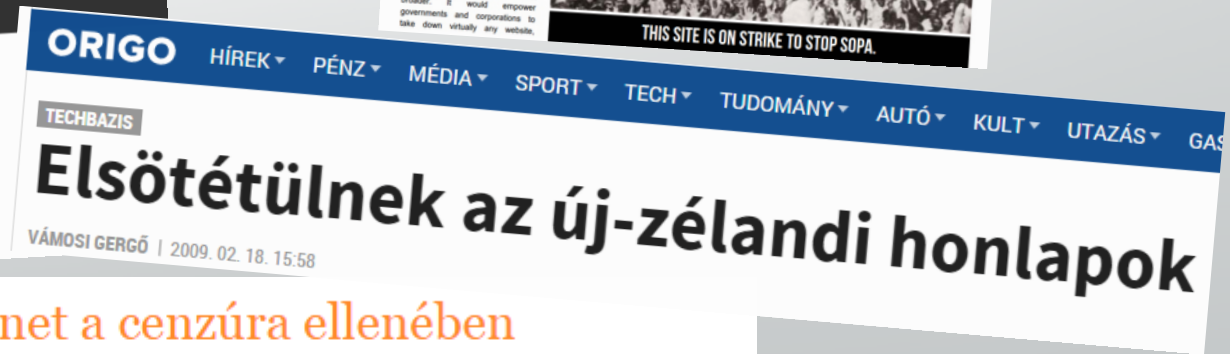 broader. It would empower
governments and corporations to
take down virtually any website,
THIS SITE IS ON STRIKE TO STOP SOPA.
ORIGO HÍREK PÉNZ MÉDIA SPORT TECH TUDOMÁNY AUTÓ KULT UTAZÁS GAS
TECHBAZIS
Elsötétülnek az új-zélandi honlapok
VÁMOSI GERGŐ | 2009. 02. 18. 15:58
net a cenzúra ellenében